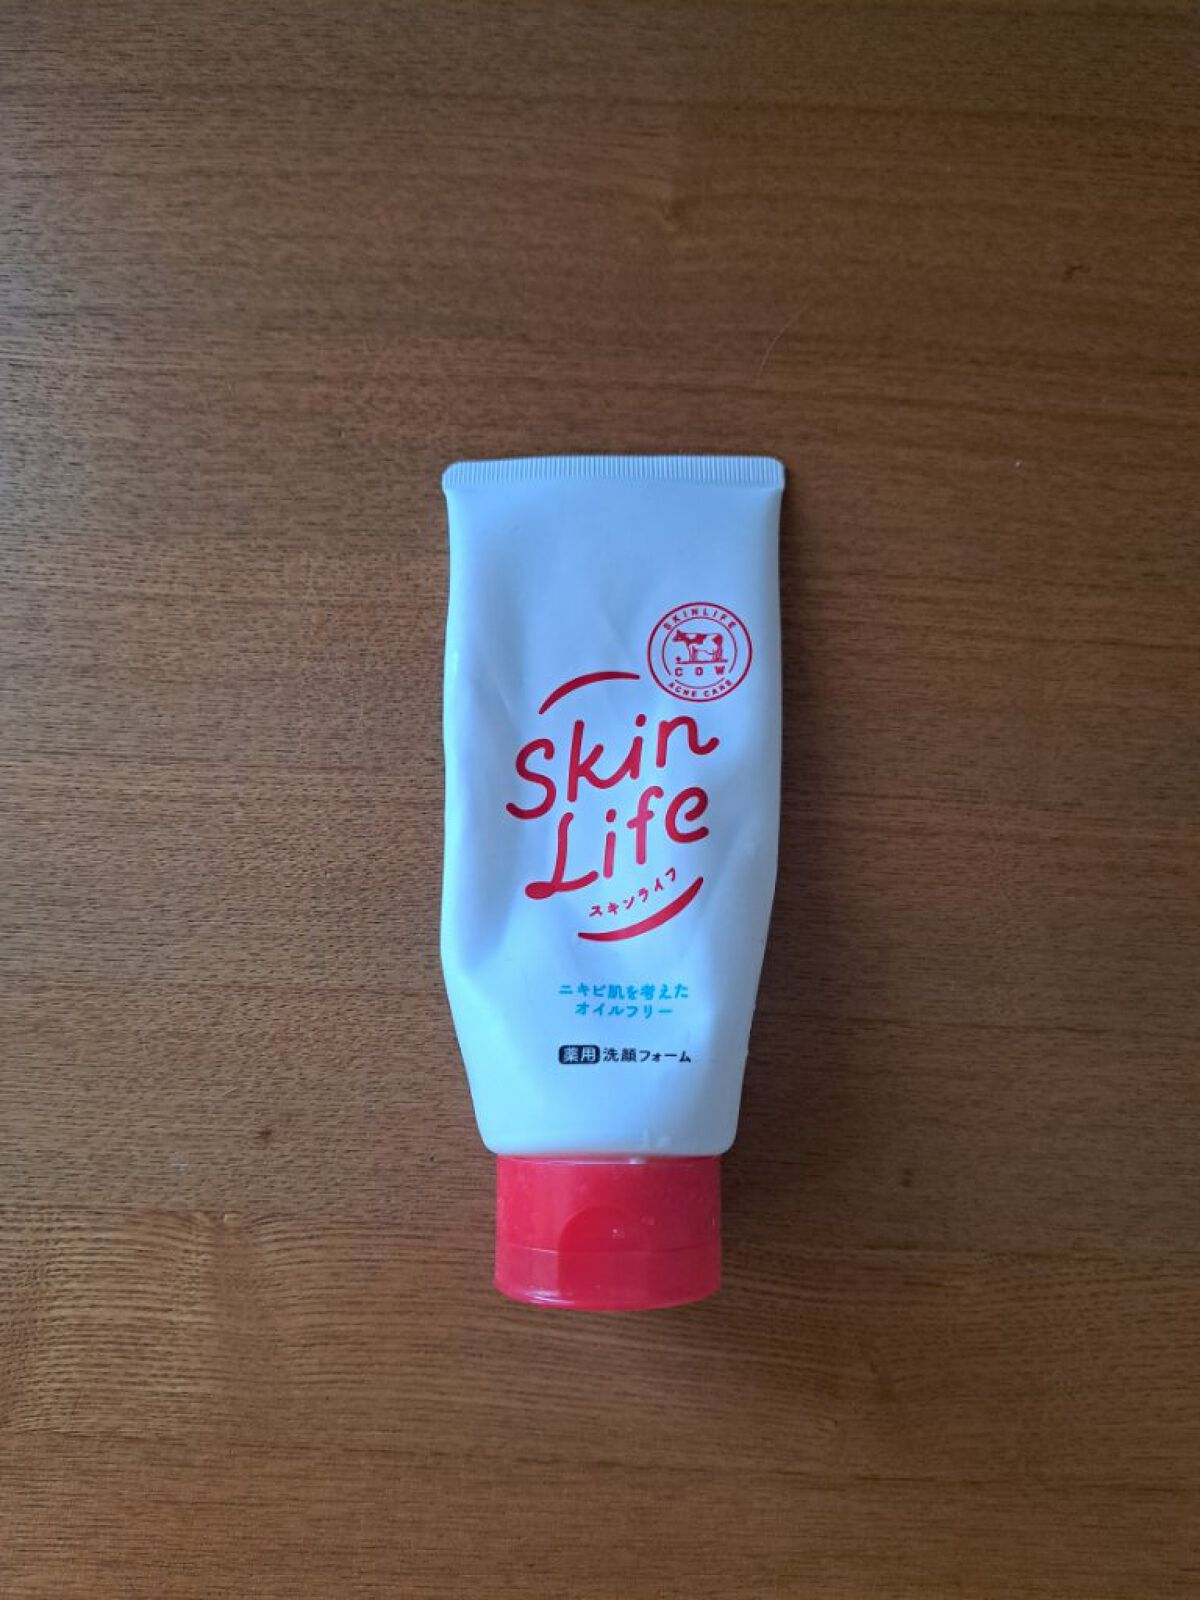 SKINLIFE
COW
ACNE CARE
Skin
Life
スキンライフ
ニキビ肌を考えた
オイルフリー
薬用 洗顔フォーム